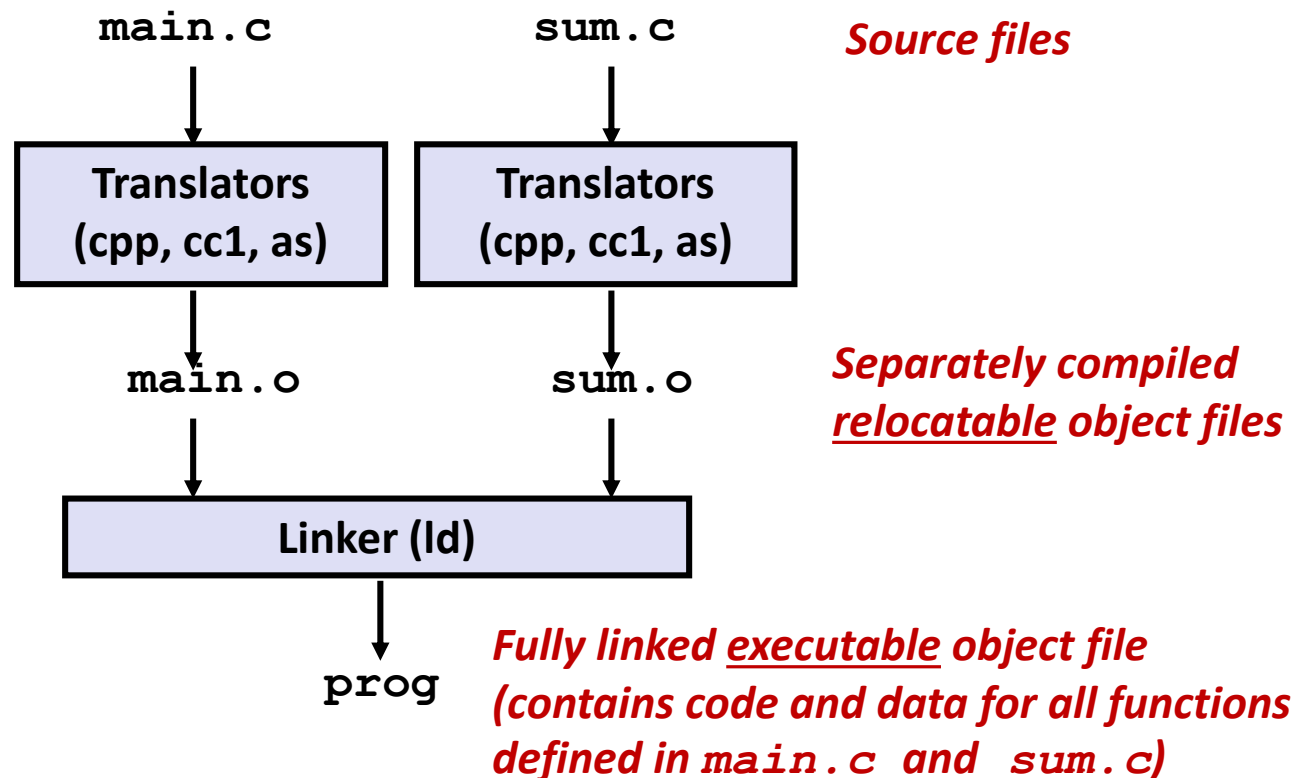 main.c
sum.c
Source files
Translators
(cpp, cc1, as)
Translators
(cpp, cc1, as)
main.o
sum.o
Separately compiled
relocatable object files
Linker (ld)
prog
Fully linked executable object file
(contains code and data for all functions
defined in main.c and sum.c)